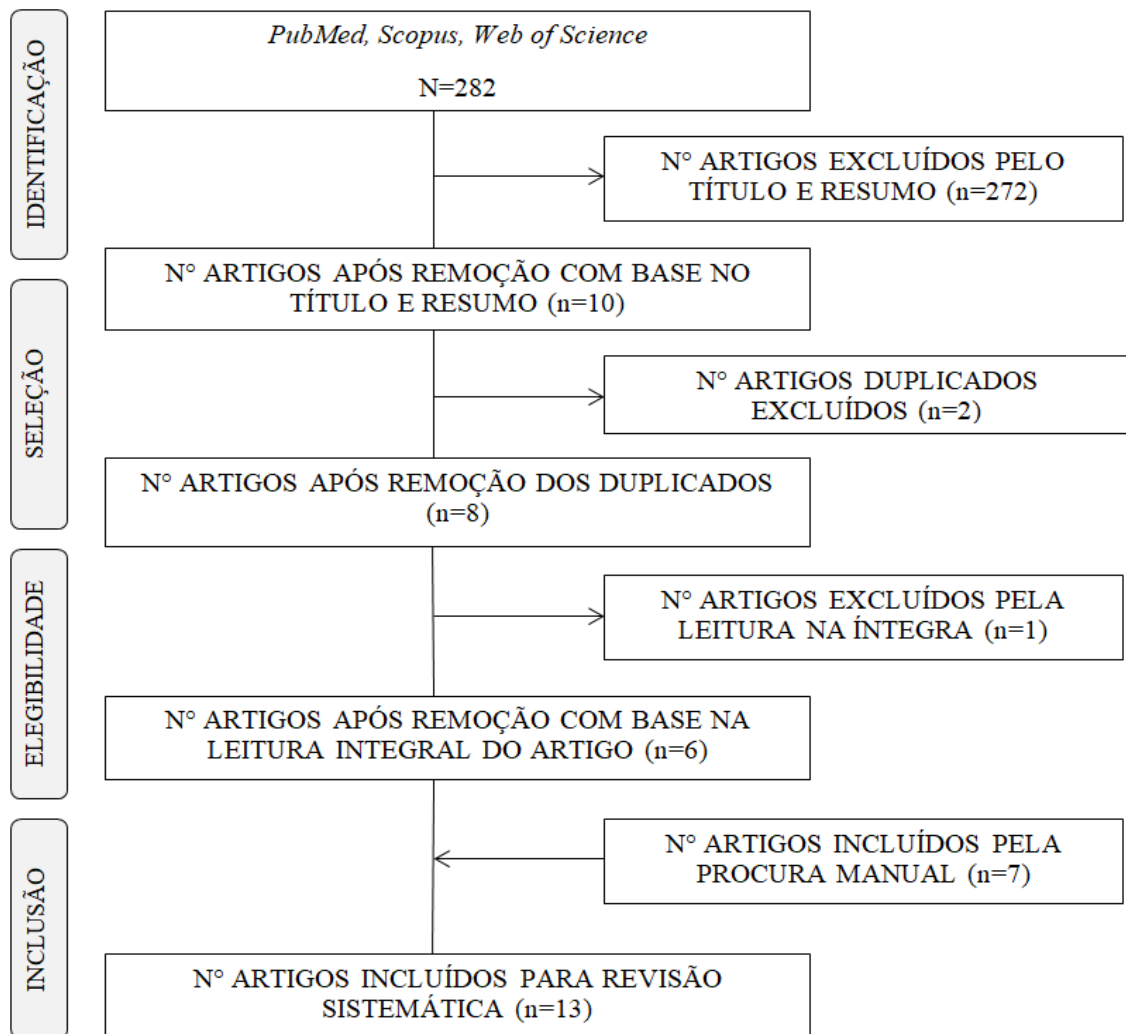 IDENTIFICAÇÃO
PubMed, Scopus, Web of Science
N=282
N° ARTIGOS EXCLUÍDOS PELO
TÍTULO E RESUMO (n=272)
N° ARTIGOS APÓS REMOÇÃO COM BASE NO
TÍTULO E RESUMO (n=10)
SELEÇÃO
N° ARTIGOS DUPLICADOS
EXCLUÍDOS (n=2)
N° ARTIGOS APÓS REMOÇÃO DOS DUPLICADOS
(n=8)
ELEGIBILIDADE
N° ARTIGOS EXCLUÍDOS PELA
LEITURA NA ÍNTEGRA (n=1)
N° ARTIGOS APÓS REMOÇÃO COM BASE NA
LEITURA INTEGRAL DO ARTIGO (n=6)
INCLUSÃO
N° ARTIGOS INCLUÍDOS PELA
PROCURA MANUAL (n=7)
N° ARTIGOS INCLUÍDOS PARA REVISÃO
SISTEMÁTICA (n=13)